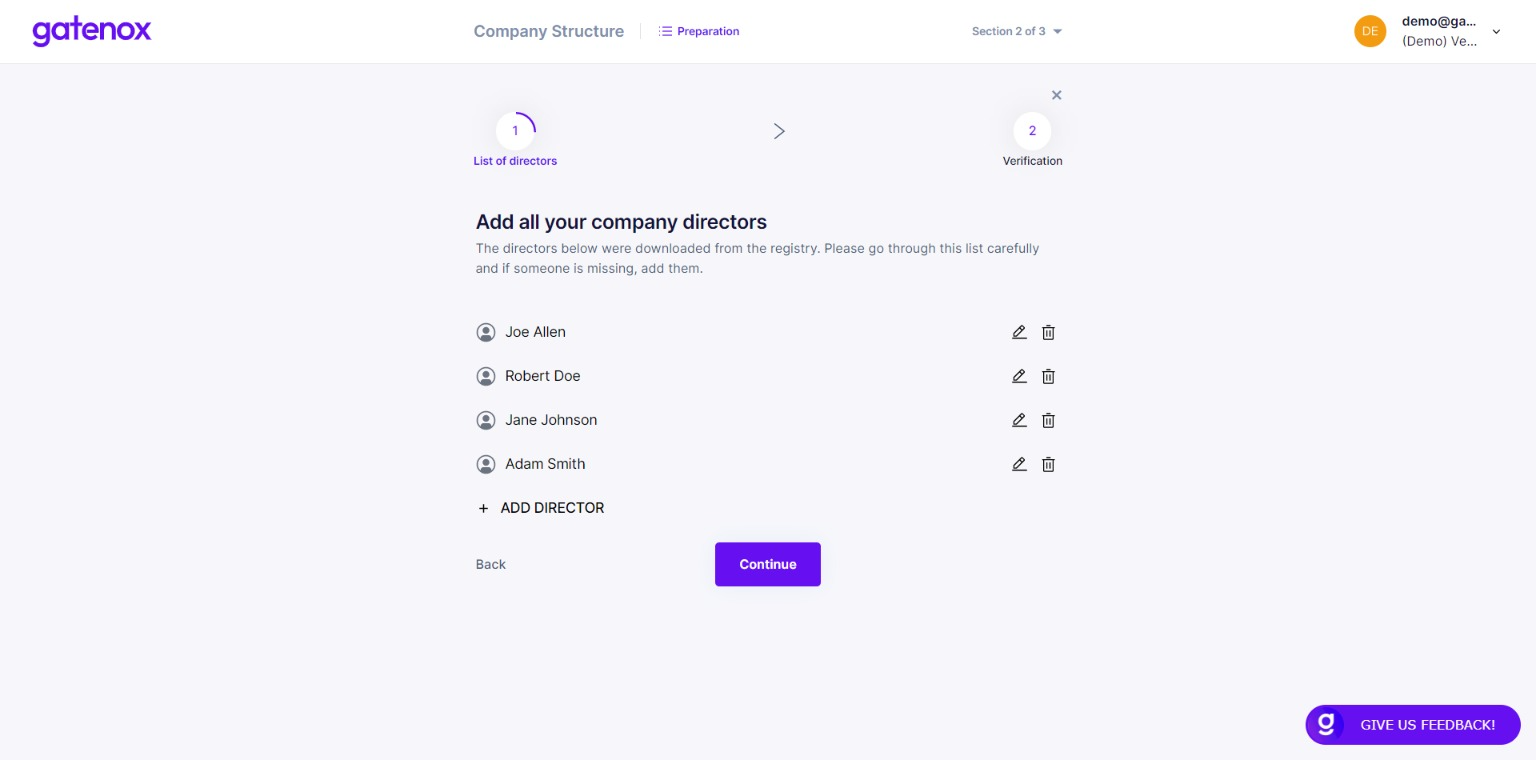 gatenox
Company Structure
Preparation
Section 2 of 3
DE
demo@ga...
(Demo) Ve...
1
List of directors
2
Verification
Add all your company directors
The directors below were downloaded from the registry. Please go through this list carefully
and if someone is missing, add them.
Joe Allen
Robert Doe
Jane Johnson
Adam Smith
+ ADD DIRECTOR
Back
Continue
g GIVE US FEEDBACK!